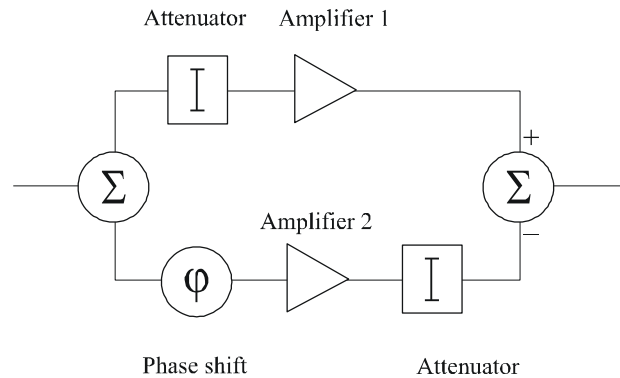 Attenuator Amplifier 1
I
+
Σ Σ
Amplifier 2
−
φ I
Phase shift Attenuator